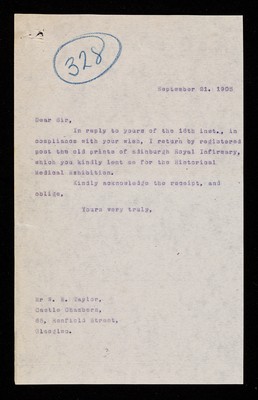 328
September 21. 1908
Dear Sir,
In reply to yours of the 16th inst., in
compliance with your wish, I return by registered
post the old prints of Edinburgh Royal Infirmary,
which you kindly lent me for the Historical
Medical Exhibition.
Kindly acknowledge the receipt, and
oblige,
Yours very truly,
Mr
Taylor,
Castle Chambers,
Renfield Street,
Glasgow.